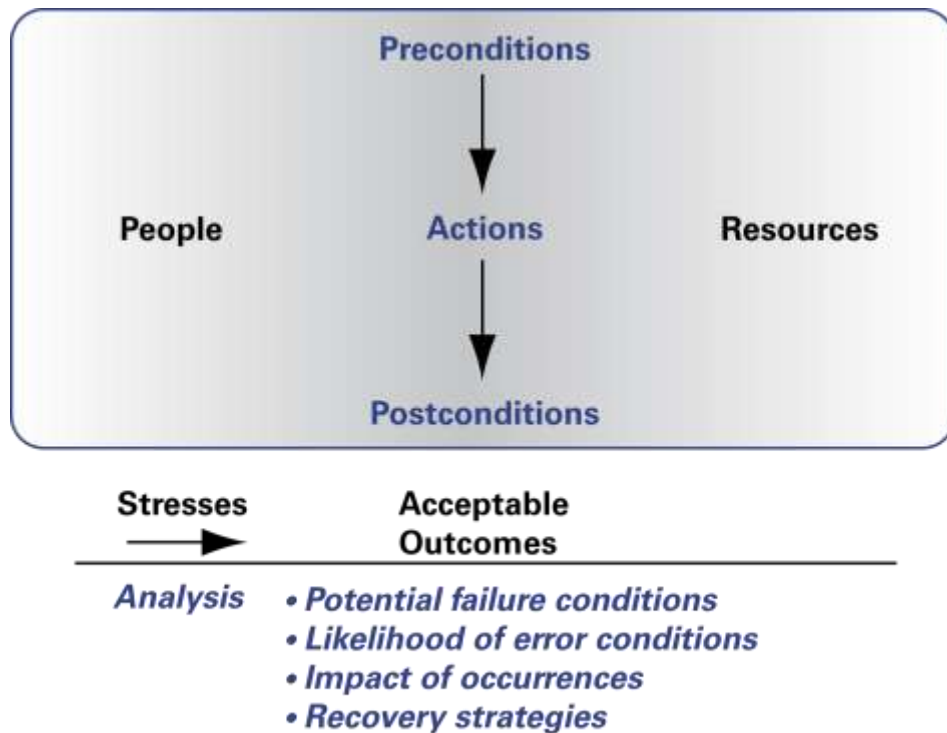 Preconditions
People Actions Resources
Postconditions
Stresses Acceptable
Outcomes
Analysis • Potential failure conditions
• Likelihood of error conditions
• Impact of occurrences
• Recovery strategies